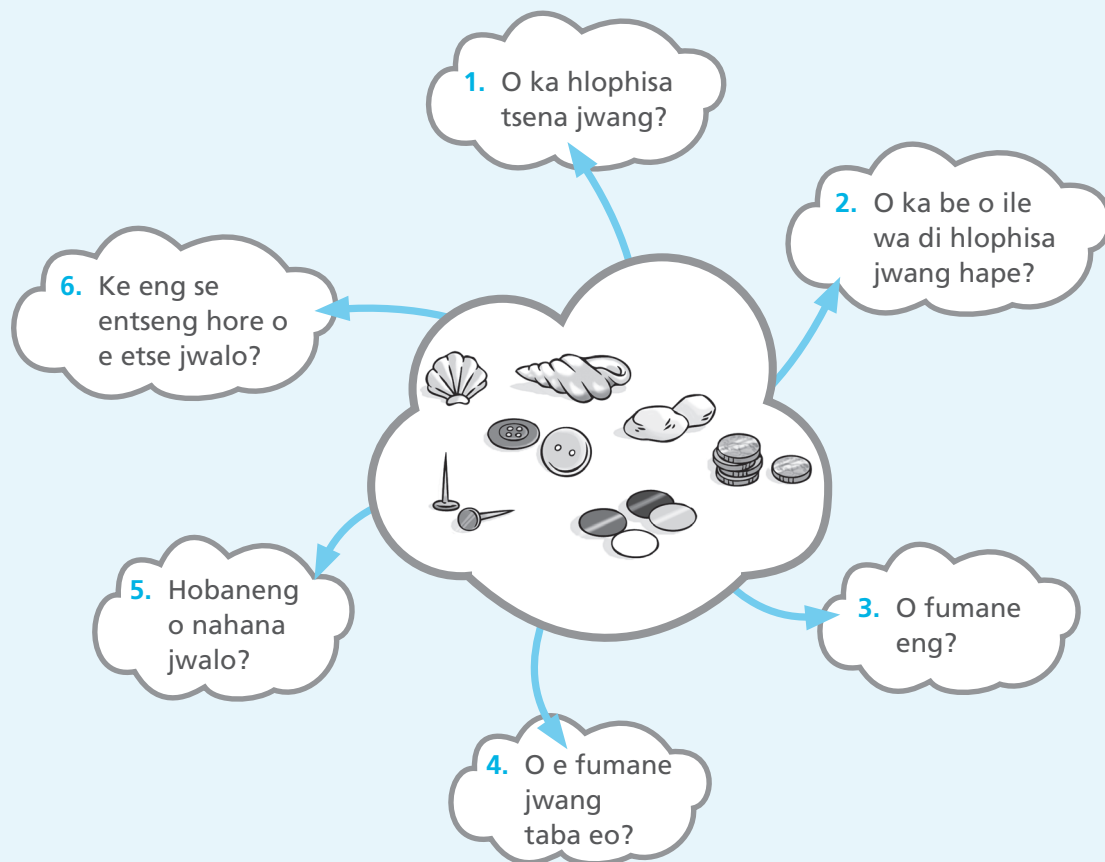 1. O ka hlophisa
tsena jwang?
2. O ka be o ile
wa di hlophisa
jwang hape?
3. O fumane
eng?
4. O e fumane
jwang
taba eo?
5. Hobaneng
o nahana
jwalo?
6. Ke eng se
entseng hore o
e etse jwalo?